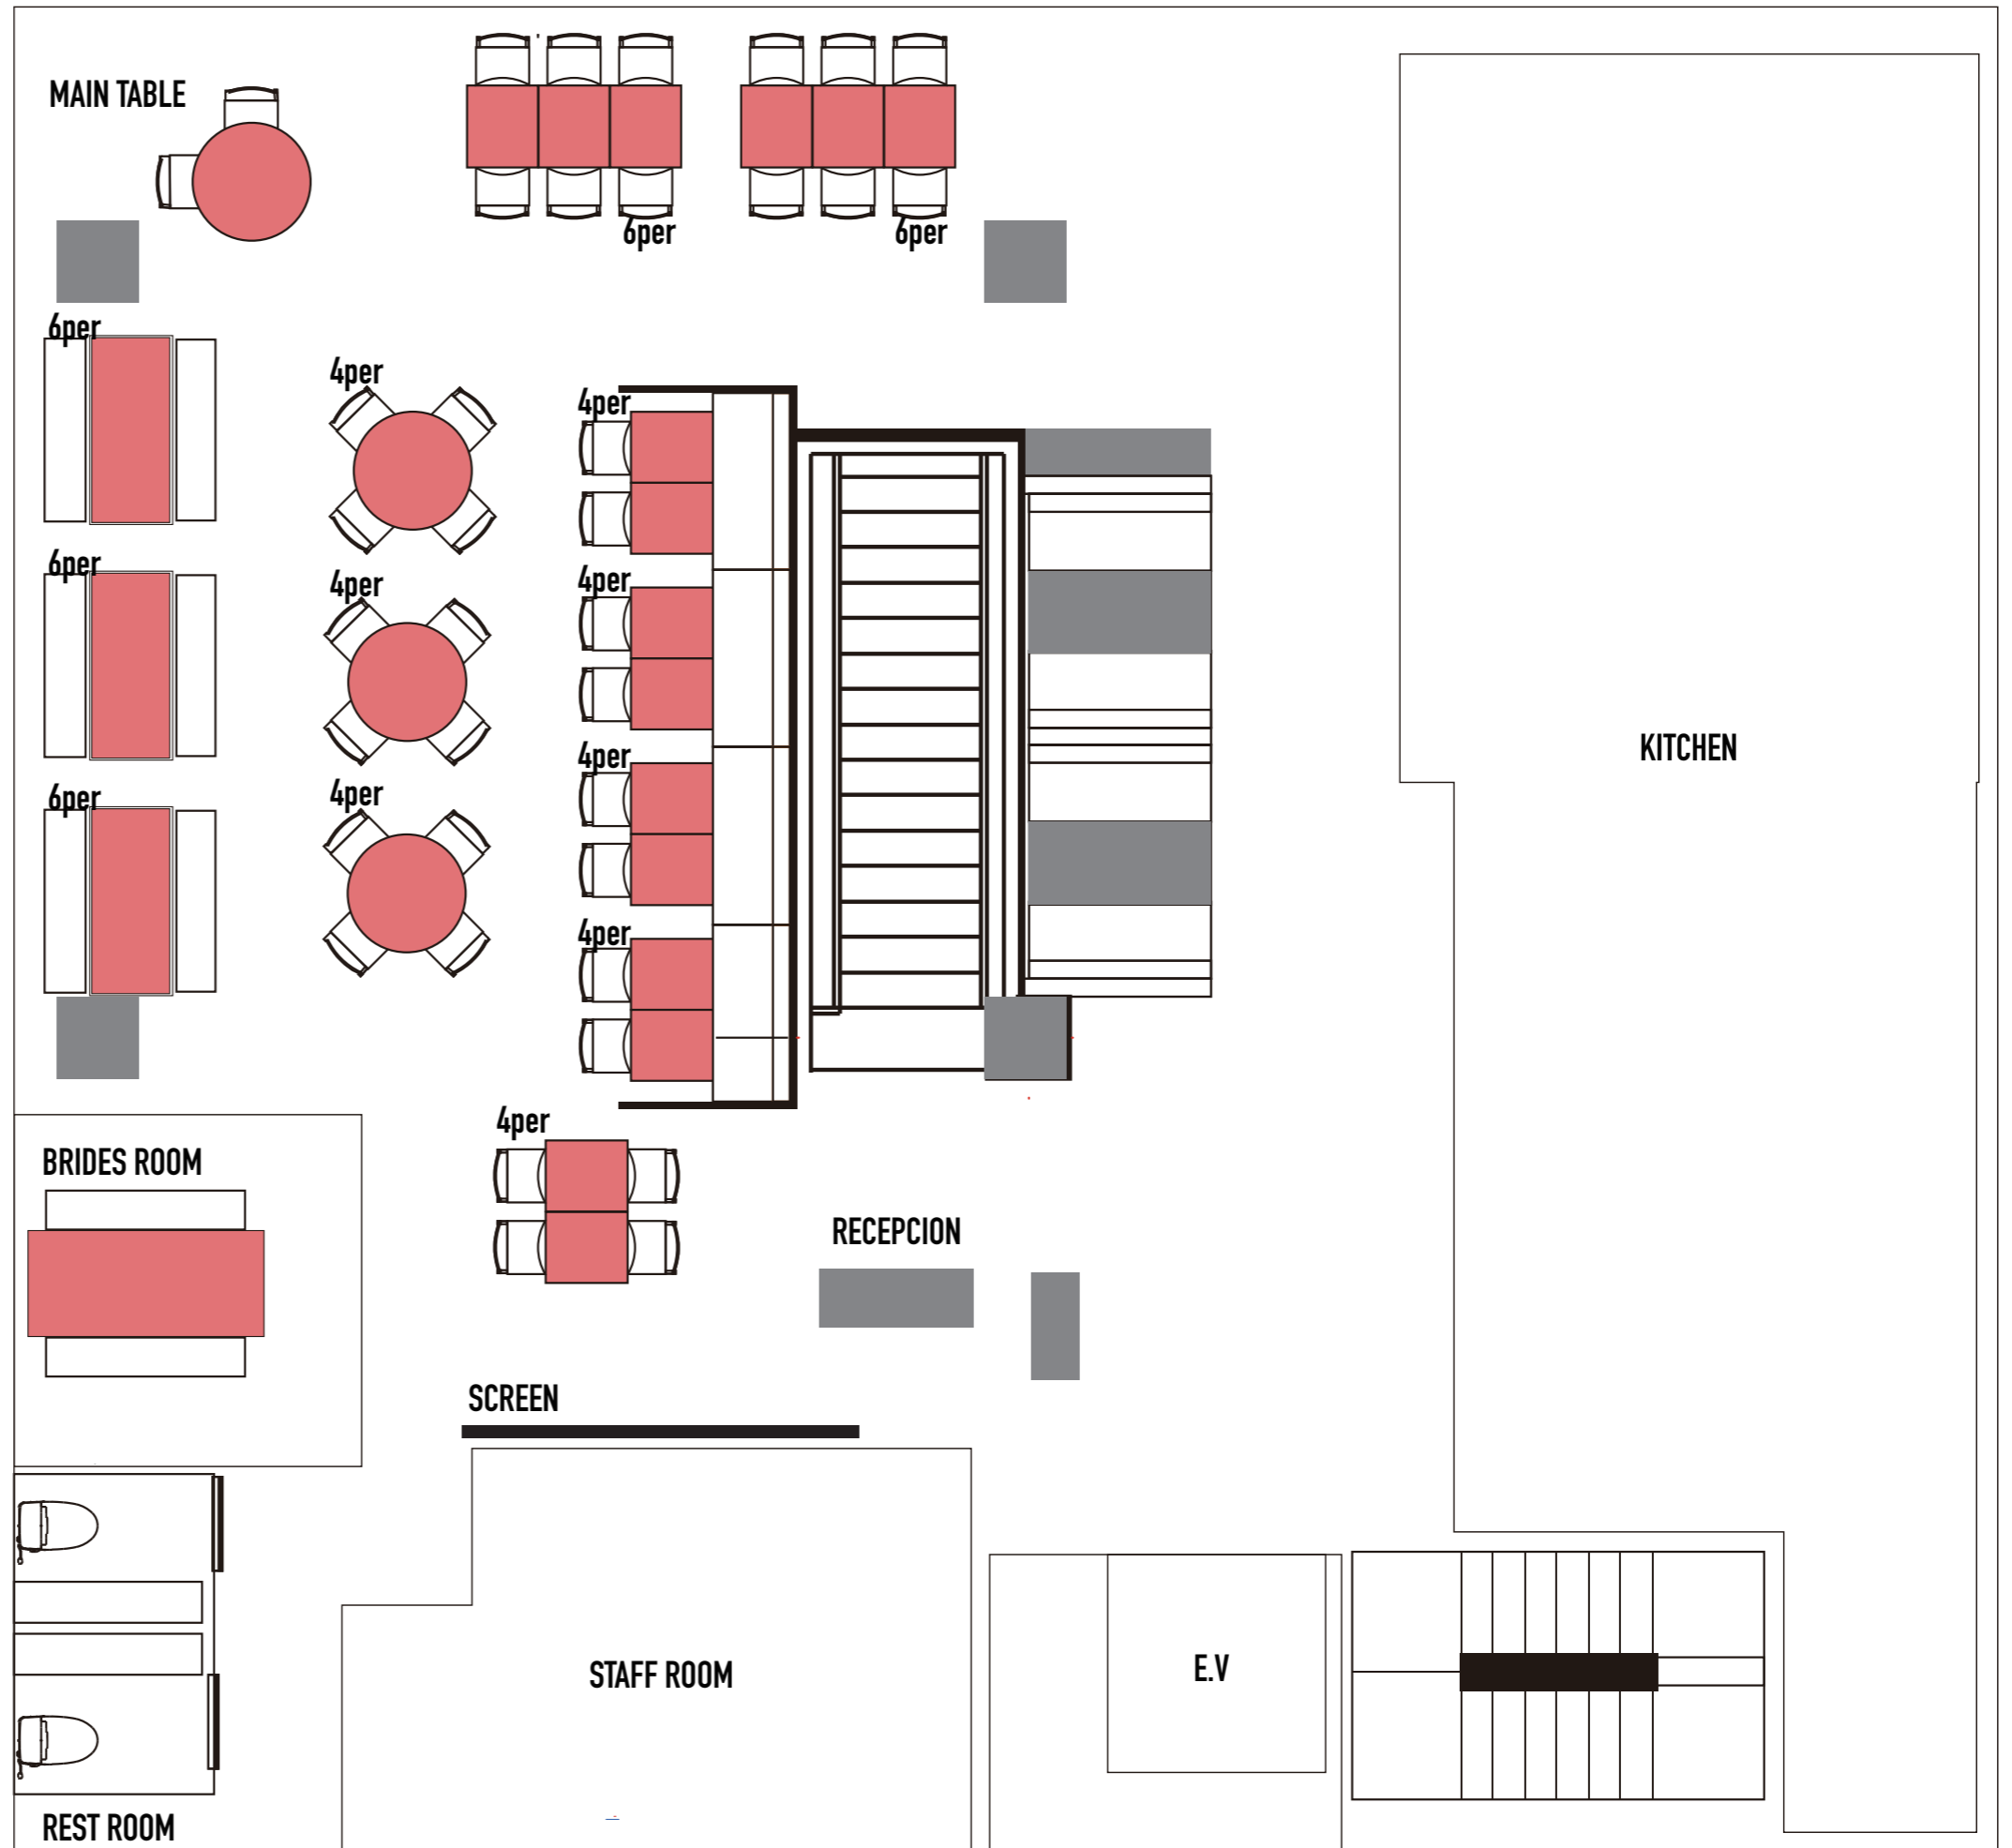 MAIN TABLE
6per
6per
6per
4per
4per
6per
4per
4per
6per
4per
4per
4per
4per
BRIDES ROOM
RECEPCION
SCREEN
KITCHEN
STAFF ROOM
E.V
REST ROOM